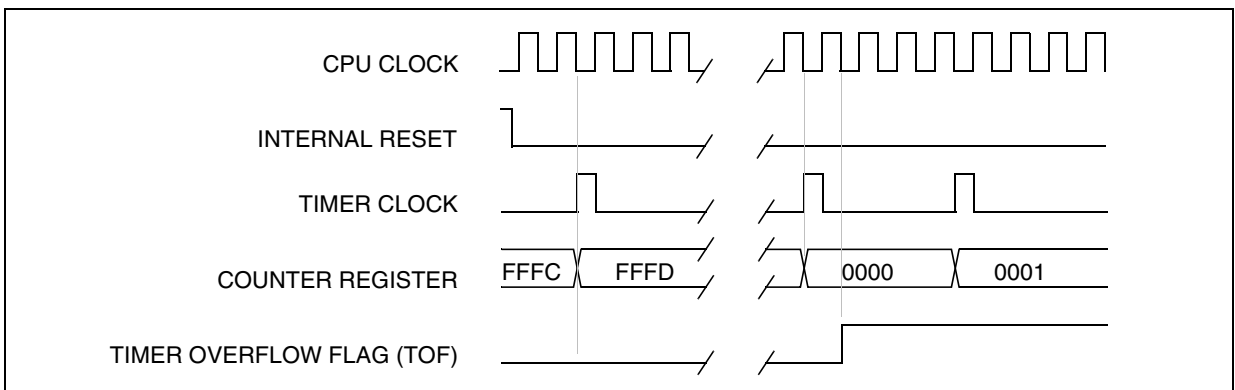 CPU CLOCK
INTERNAL RESET
TIMER CLOCK
COUNTER REGISTER FFFC FFFD 0000 0001
TIMER OVERFLOW FLAG (TOF)